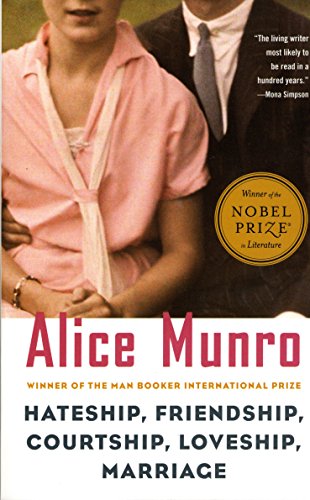 "The living writer
most likely to
be read in a
hundred years."
—Mona Simpson
Winner of the
NOBEL
PRIZE®
in Literature
Alice Munro
WINNER OF THE MAN BOOKER INTERNATIONAL PRIZE
HATESHIP, FRIENDSHIP,
COURTSHIP, LOVESHIP,
MARRIAGE